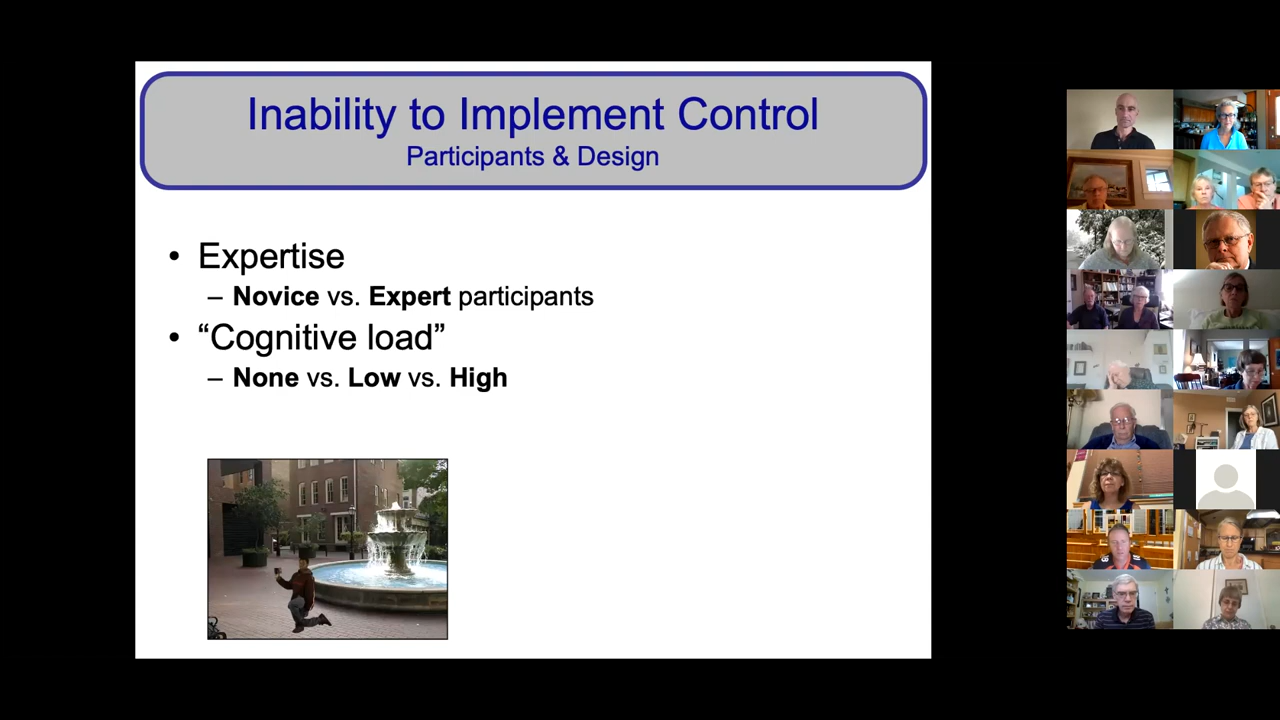 Inability to Implement Control
Participants & Design
• Expertise
– Novice vs. Expert participants
• “Cognitive load”
– None vs. Low vs. High